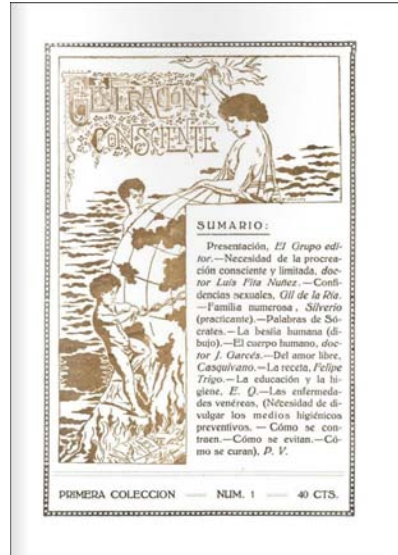 GENERACIÓN
CONSCIENTE
SUMARIO:
Presentación, El Grupo edi-
tor.—Necesidad de la procrea-
ción consciente y limitada, doc-
tor Luis Fita Nuñez.—Confi-
dencias sexuales, Gil de la Ría.
—Familia numerosa, Silverio
(practicante).—Palabras de Só-
crates.—La bestia humana (di-
bujo).—El cuerpo humano, doc-
tor J. Garcés.—Del amor libre,
Casquivano.—La receta, Felipe
Trigo.—La educación y la hi-
giene, E. Q.—Las enfermeda-
des venéreas, (Necesidad de di-
vulgar los medios higiénicos
preventivos. — Cómo se con-
traen.—Cómo se evitan.—Có-
mo se curan), P. V.
PRIMERA COLECCION — NUM. 1 — 40 CTS.